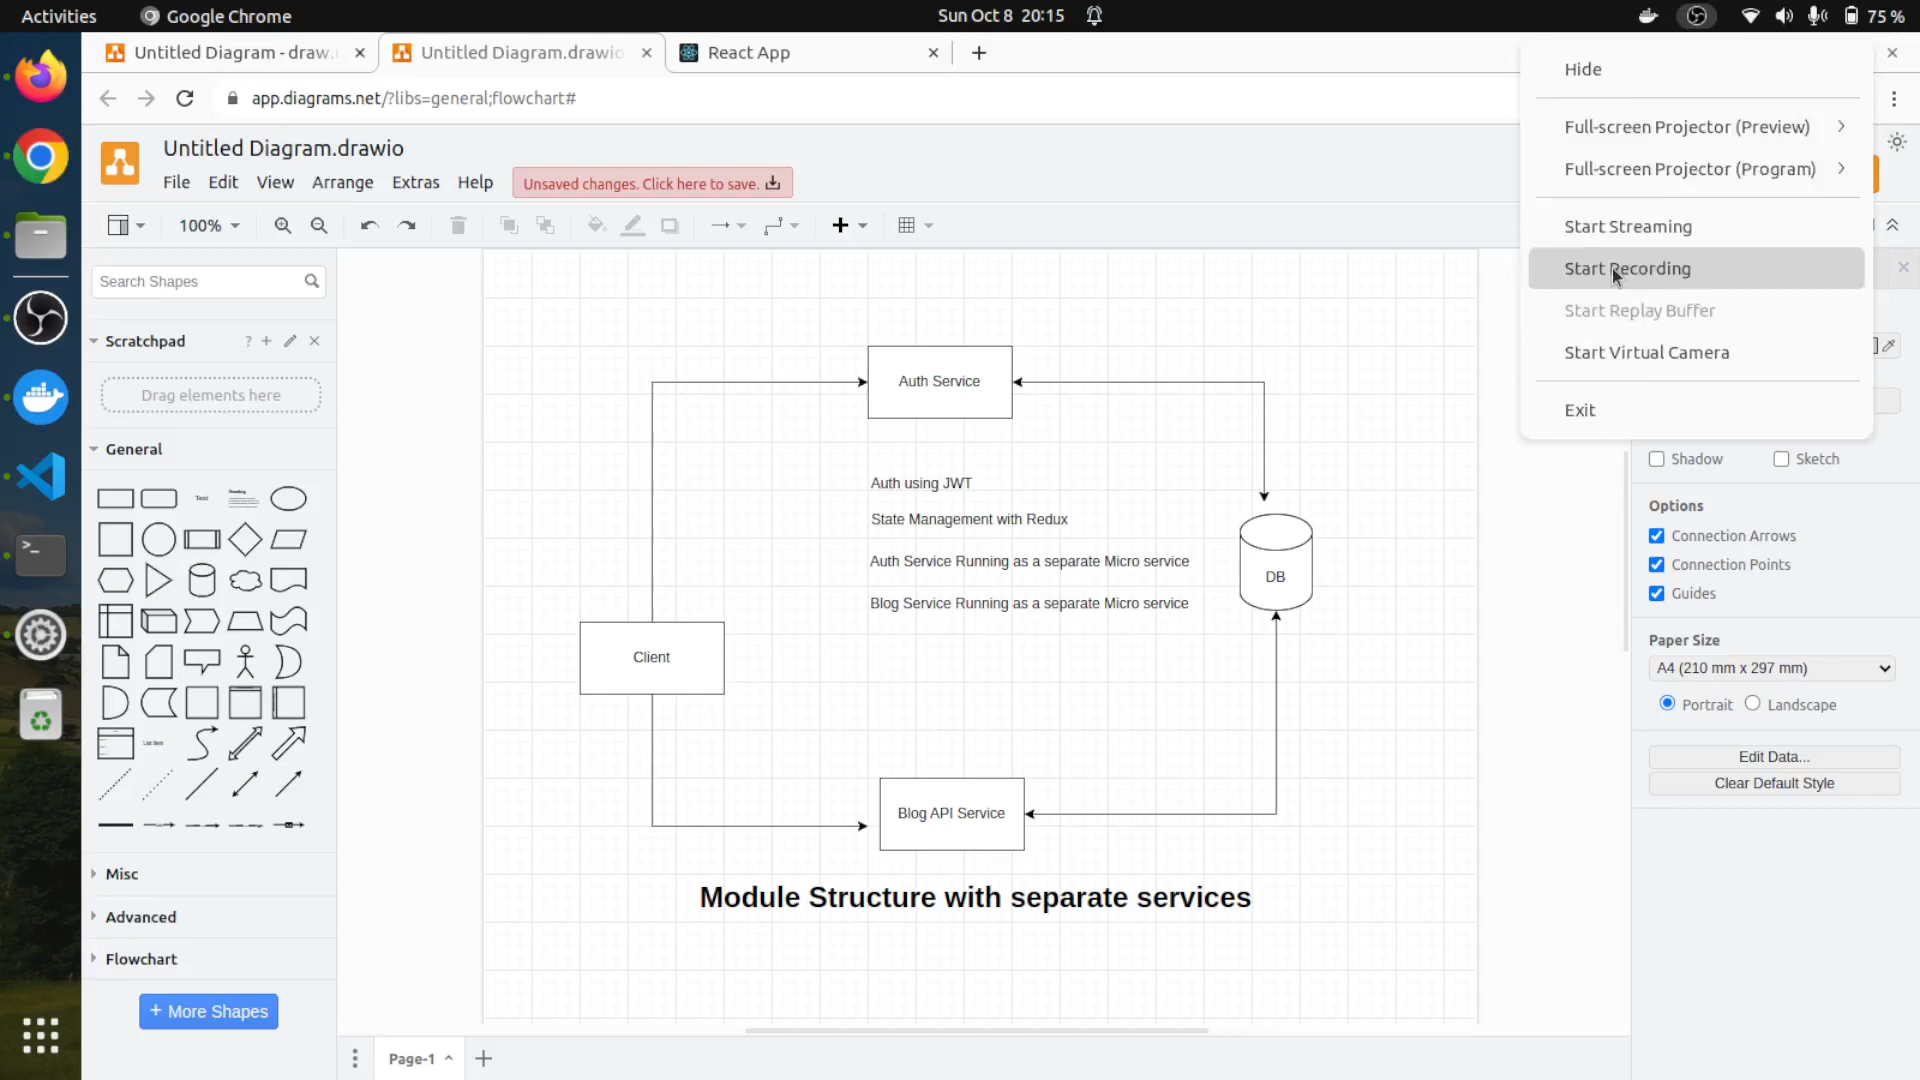 Activities
Google Chrome
Sun Oct 8 20:15
75 %
Untitled Diagram - draw.
Untitled Diagram.drawio
React App
app.diagrams.net/?libs=general;flowchart#
Untitled Diagram.drawio
File Edit View Arrange Extras Help
Unsaved changes. Click here to save.
100%
Hide
Full-screen Projector (Preview)
Full-screen Projector (Program)
Start Streaming
Start Recording
Start Replay Buffer
Start Virtual Camera
Exit
Search Shapes
Scratchpad
?
Drag elements here
General
Text
Heading
List Item
Misc
Advanced
Flowchart
+ More Shapes
Auth Service
Auth using JWT
State Management with Redux
Auth Service Running as a separate Micro service
Blog Service Running as a separate Micro service
DB
Client
Blog API Service
Module Structure with separate services
Shadow
Sketch
Options
Connection Arrows
Connection Points
Guides
Paper Size
A4 (210 mm x 297 mm)
Portrait
Landscape
Edit Data...
Clear Default Style
Page-1